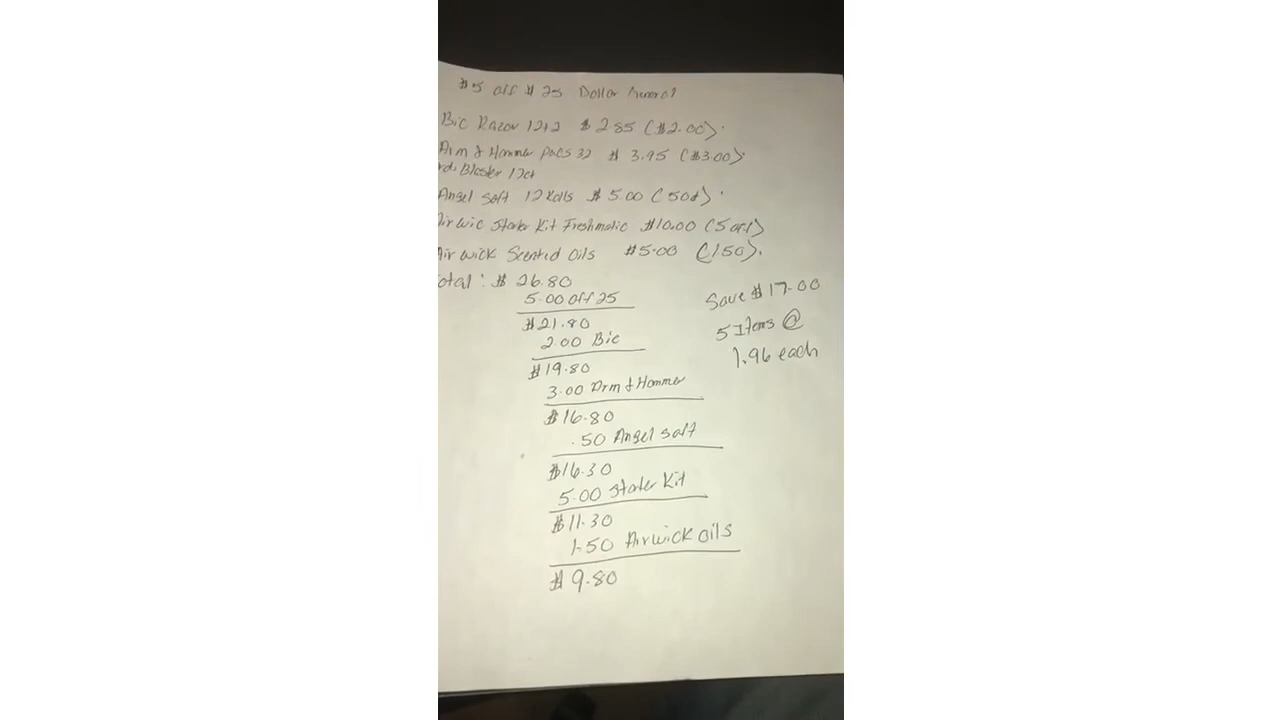 $5 off $25 Dollar General
Bic Razor 12+2 $2.85 ($2.00)
Arm & Hammer pacs 32 $3.95 ($3.00)
Blaster 12ct
Angel Soft 12 Rolls $5.00 (50¢)
Air Wic Starter Kit Freshmatic $10.00 (5 off)
Air Wick Scented Oils $5.00 (1.50)
otal: $26.80
5.00 off 25
$21.80
2.00 Bic
$19.80
3.00 Arm & Hammer
$16.80
.50 Angel Soft
$16.30
5.00 Starter Kit
$11.30
1.50 Airwick oils
$9.80
Save $17.00
5 Items @
1.96 each